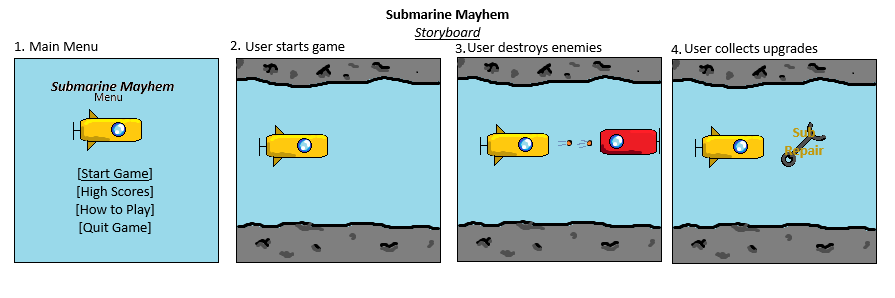 Submarine Mayhem
Storyboard
1. Main Menu
Submarine Mayhem
Menu
[Start Game]
[High Scores]
[How to Play]
[Quit Game]
2. User starts game
3. User destroys enemies
4. User collects upgrades
Sub
Repair